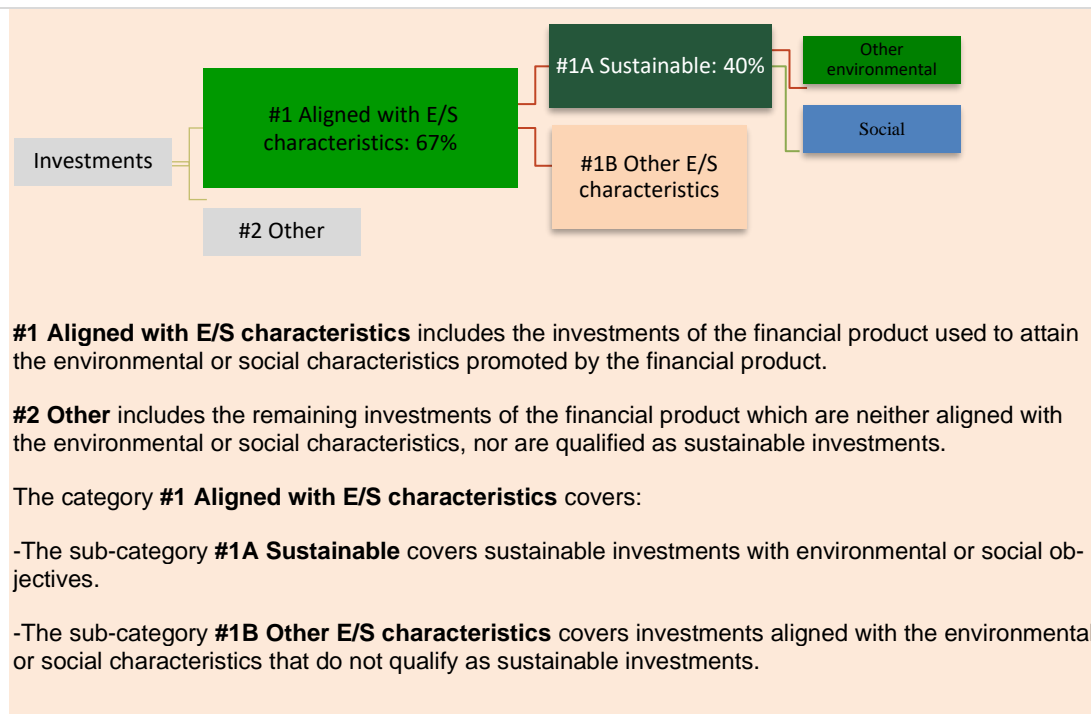 Investments
#1 Aligned with E/S
characteristics: 67%
#2 Other
#1A Sustainable: 40%
#1B Other E/S
characteristics
Other
environmental
Social
#1 Aligned with E/S characteristics includes the investments of the financial product used to attain
the environmental or social characteristics promoted by the financial product.
#2 Other includes the remaining investments of the financial product which are neither aligned with
the environmental or social characteristics, nor are qualified as sustainable investments.
The category #1 Aligned with E/S characteristics covers:
-The sub-category #1A Sustainable covers sustainable investments with environmental or social ob-
jectives.
-The sub-category #1B Other E/S characteristics covers investments aligned with the environmental
or social characteristics that do not qualify as sustainable investments.